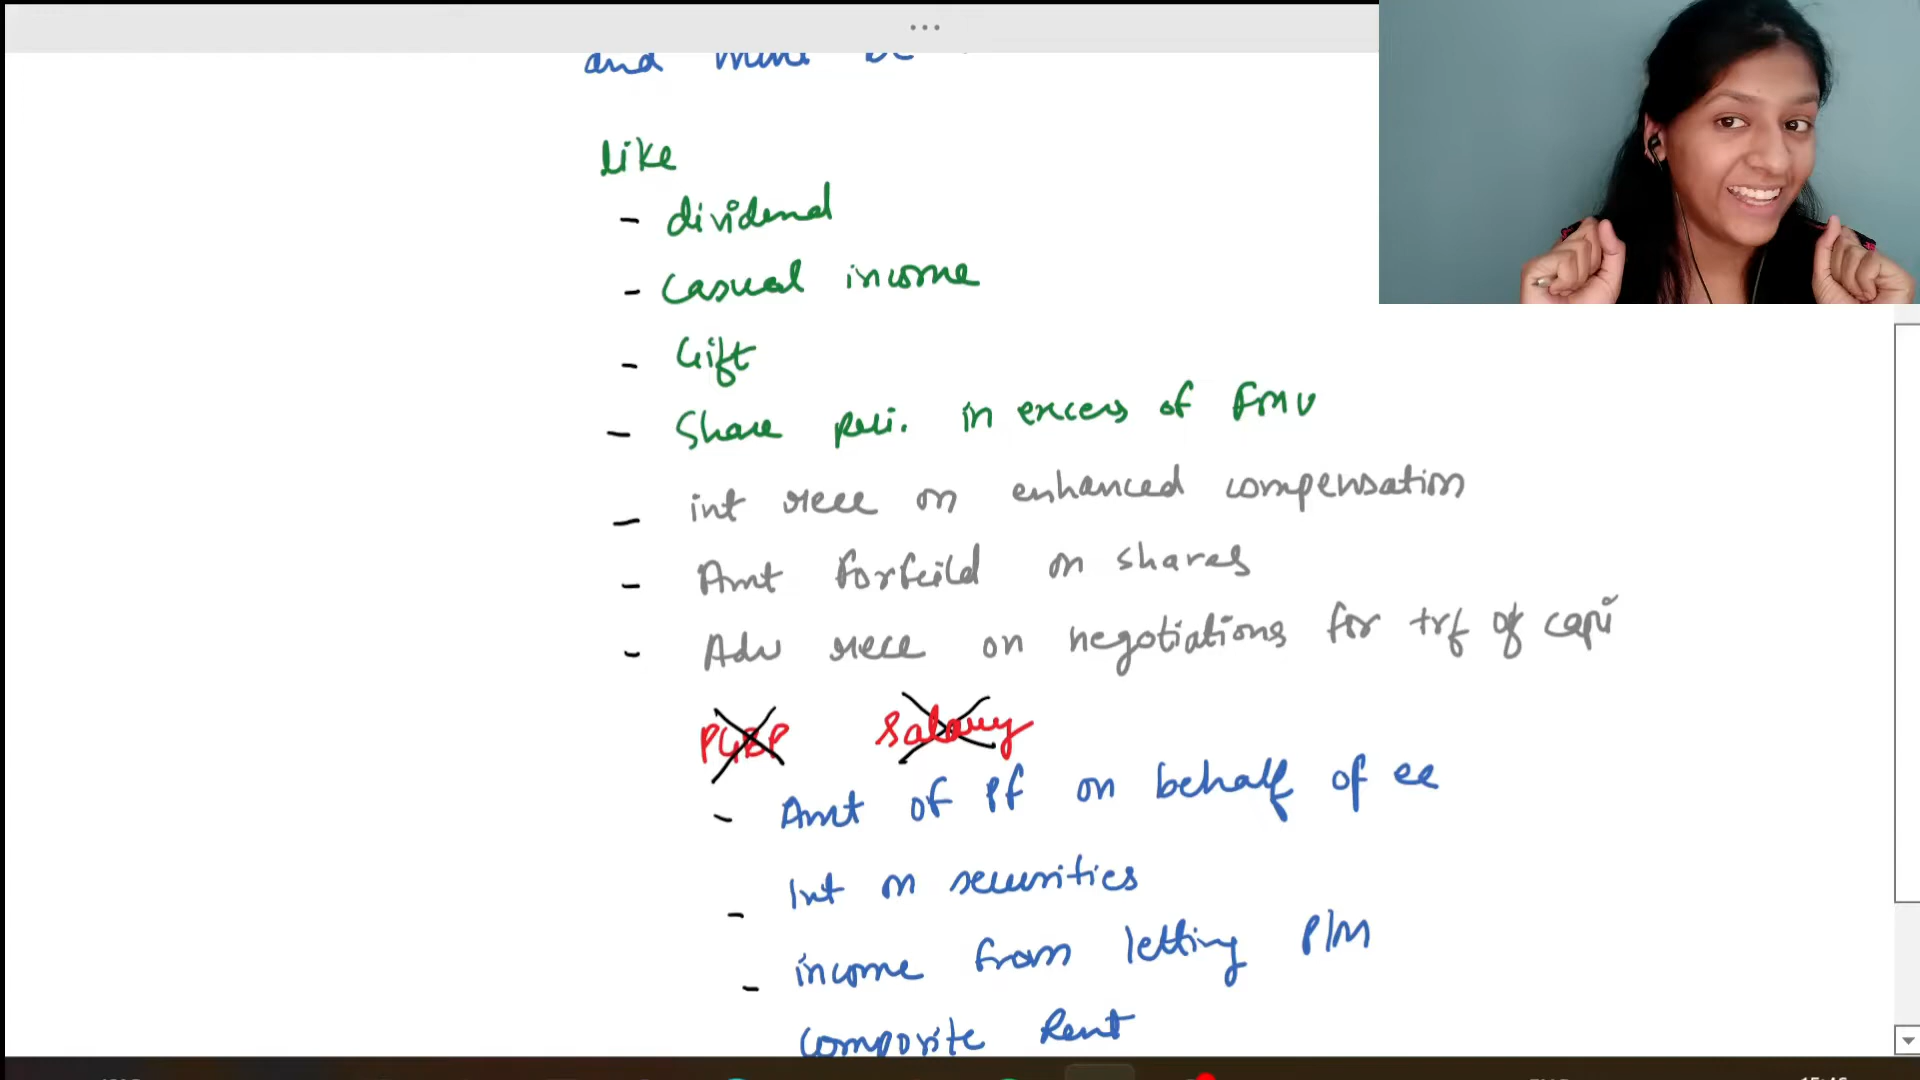 and
Like
- dividend
- Casual income
- Gift
- Share in excess of FMV
- int rece on enhanced compensation
- Amt forfeild on shares
- Adv rece on negotiations for trf of capi
PGBP Salary
- Amt of Pf on behalf of ee
- Int on securities
- income from letting P/M
composite Rent